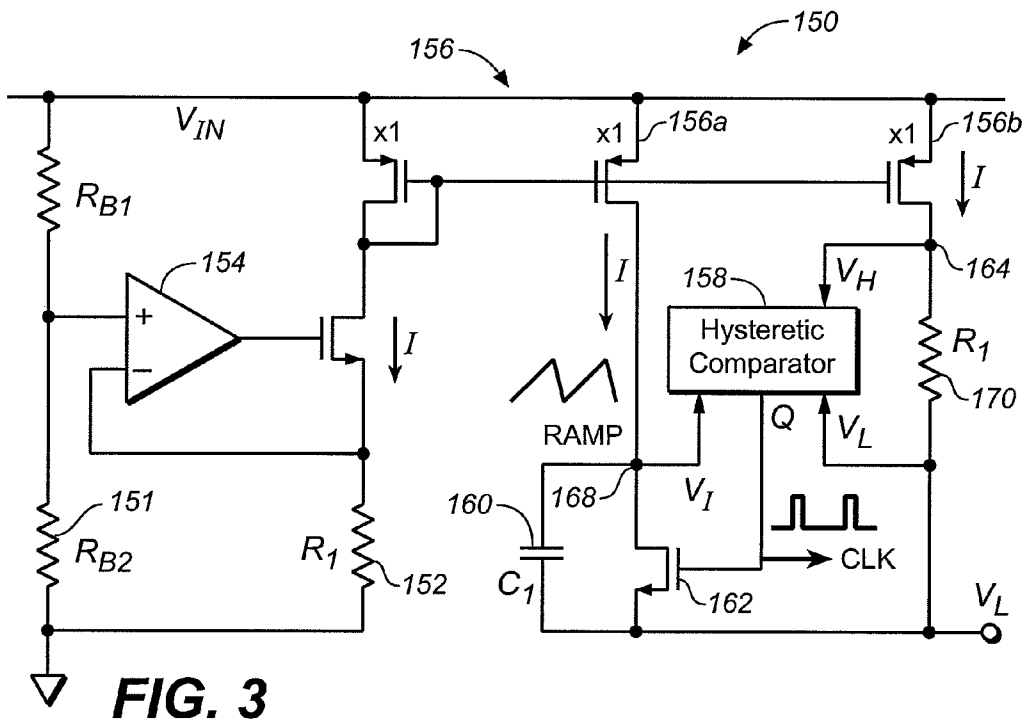 150
156
V_IN
x1
x1
156a
x1
156b
R_B1
I
154
+
−
I
I
164
158
V_H
Hysteretic
Comparator
R_1
170
RAMP
Q
V_L
168
V_I
151
R_B2
R_1
152
160
C_1
162
CLK
V_L
FIG. 3